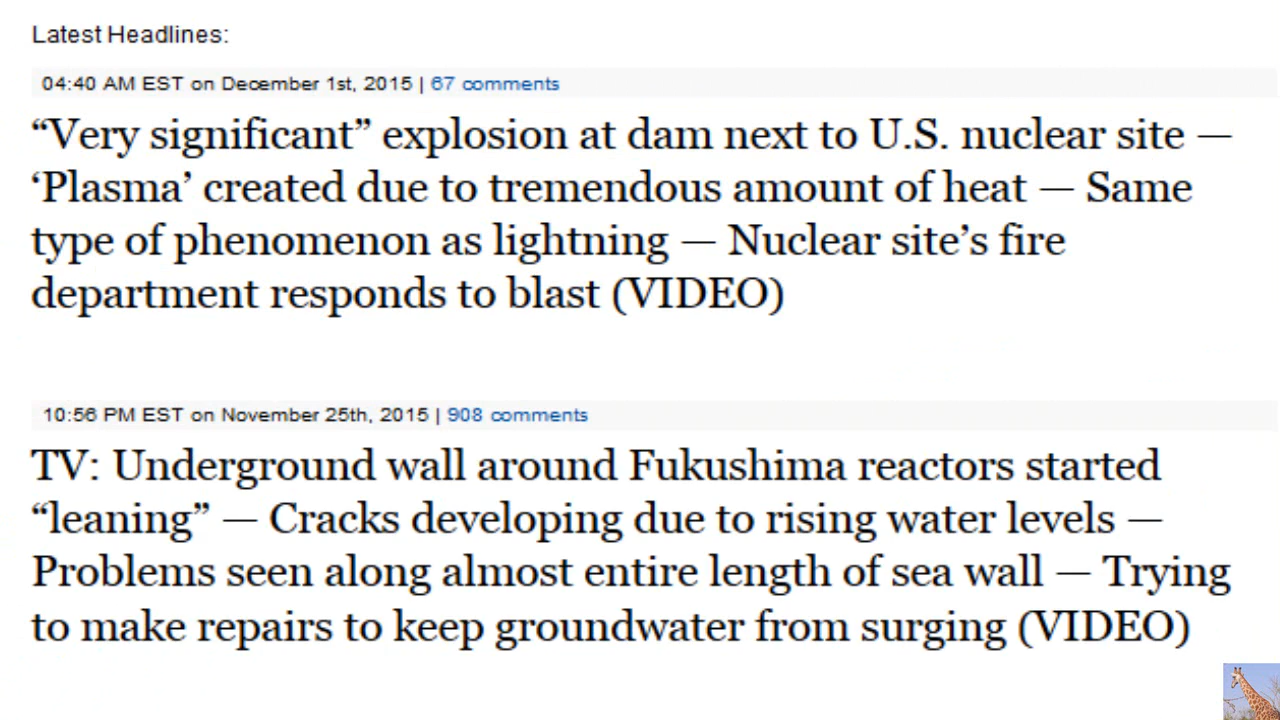 Latest Headlines:
04:40 AM EST on December 1st, 2015 | 67 comments
“Very significant” explosion at dam next to U.S. nuclear site —
‘Plasma’ created due to tremendous amount of heat — Same
type of phenomenon as lightning — Nuclear site’s fire
department responds to blast (VIDEO)
10:56 PM EST on November 25th, 2015 | 908 comments
TV: Underground wall around Fukushima reactors started
“leaning” — Cracks developing due to rising water levels —
Problems seen along almost entire length of sea wall — Trying
to make repairs to keep groundwater from surging (VIDEO)